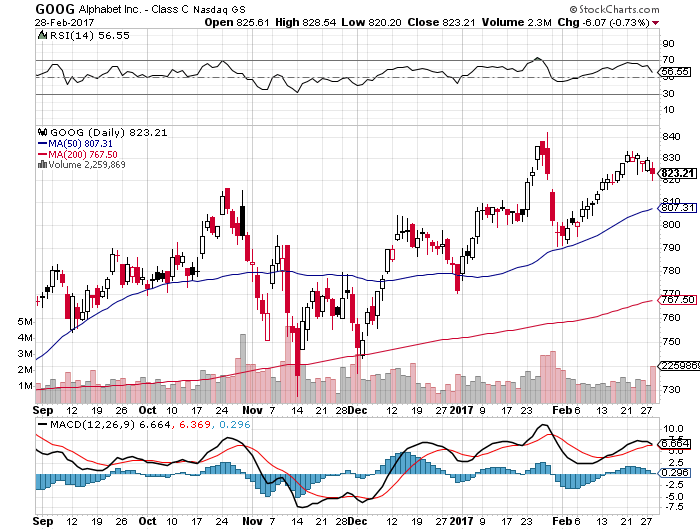 GOOG Alphabet Inc. - Class C Nasdaq GS © StockCharts.com
28-Feb-2017 Open 825.61 High 828.54 Low 820.20 Close 823.21 Volume 2.3M Chg -6.07 (-0.73%)
RSI(14) 56.55
90
70
56.55
50
30
10
GOOG (Daily) 823.21
MA(50) 807.31
MA(200) 767.50
Volume 2,259,869
840
830
823.21
820
810
807.31
800
790
780
770
767.50
760
750
740
730
5M
4M
3M
2M
1M
Sep 12 19 26 Oct 10 17 24 Nov 7 14 21 28 Dec 12 19 27 2017 9 17 23 Feb 6 13 21 27
MACD(12,26,9) 6.664, 6.369, 0.296
10.0
7.5
6.664
5.0
2.5
0.296
-2.5
-5.0
-7.5
Sep 12 19 26 Oct 10 17 24 Nov 7 14 21 28 Dec 12 19 27 2017 9 17 23 Feb 6 13 21 27